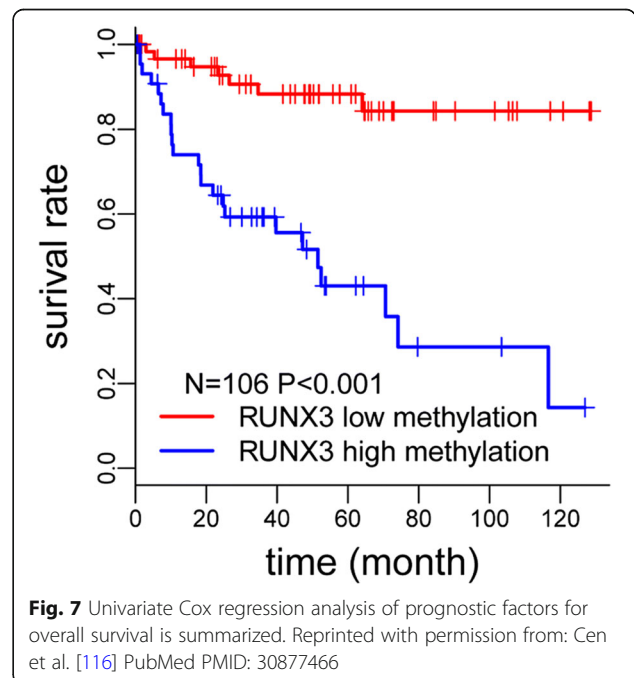 1.0
0.8
0.6
0.4
0.2
0.0
surival rate
N=106 P<0.001
RUNX3 low methylation
RUNX3 high methylation
0 20 40 60 80 100 120
time (month)
Fig. 7 Univariate Cox regression analysis of prognostic factors for
overall survival is summarized. Reprinted with permission from: Cen
et al. [116] PubMed PMID: 30877466